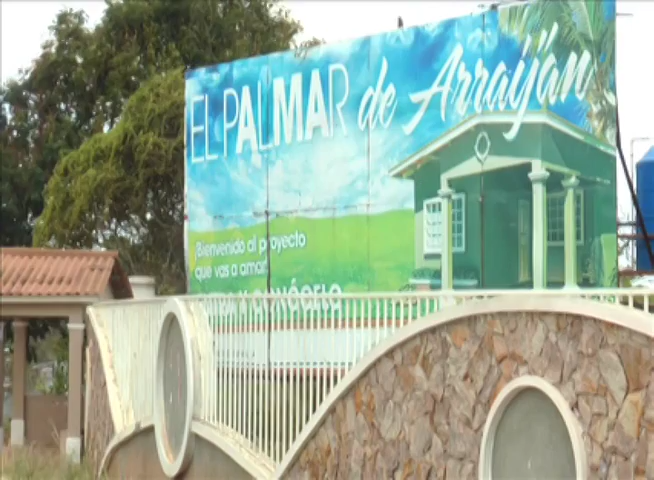 EL PALMAR de Arraiján
Bienvenido al proyecto
que vas a amar.